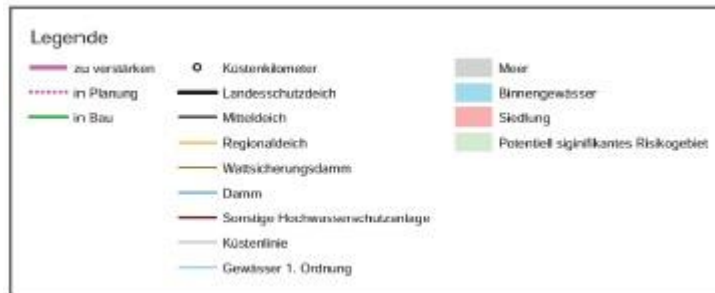 Legende
zu verstärken
in Planung
in Bau
Küstenkilometer
Landesschutzdeich
Mitteldeich
Regionaldeich
Wattsicherungsdamm
Damm
Sonstige Hochwasserschutzanlage
Küstenlinie
Gewässer 1. Ordnung
Meer
Binnengewässer
Siedlung
Potentiell siginifikantes Risikogebiet